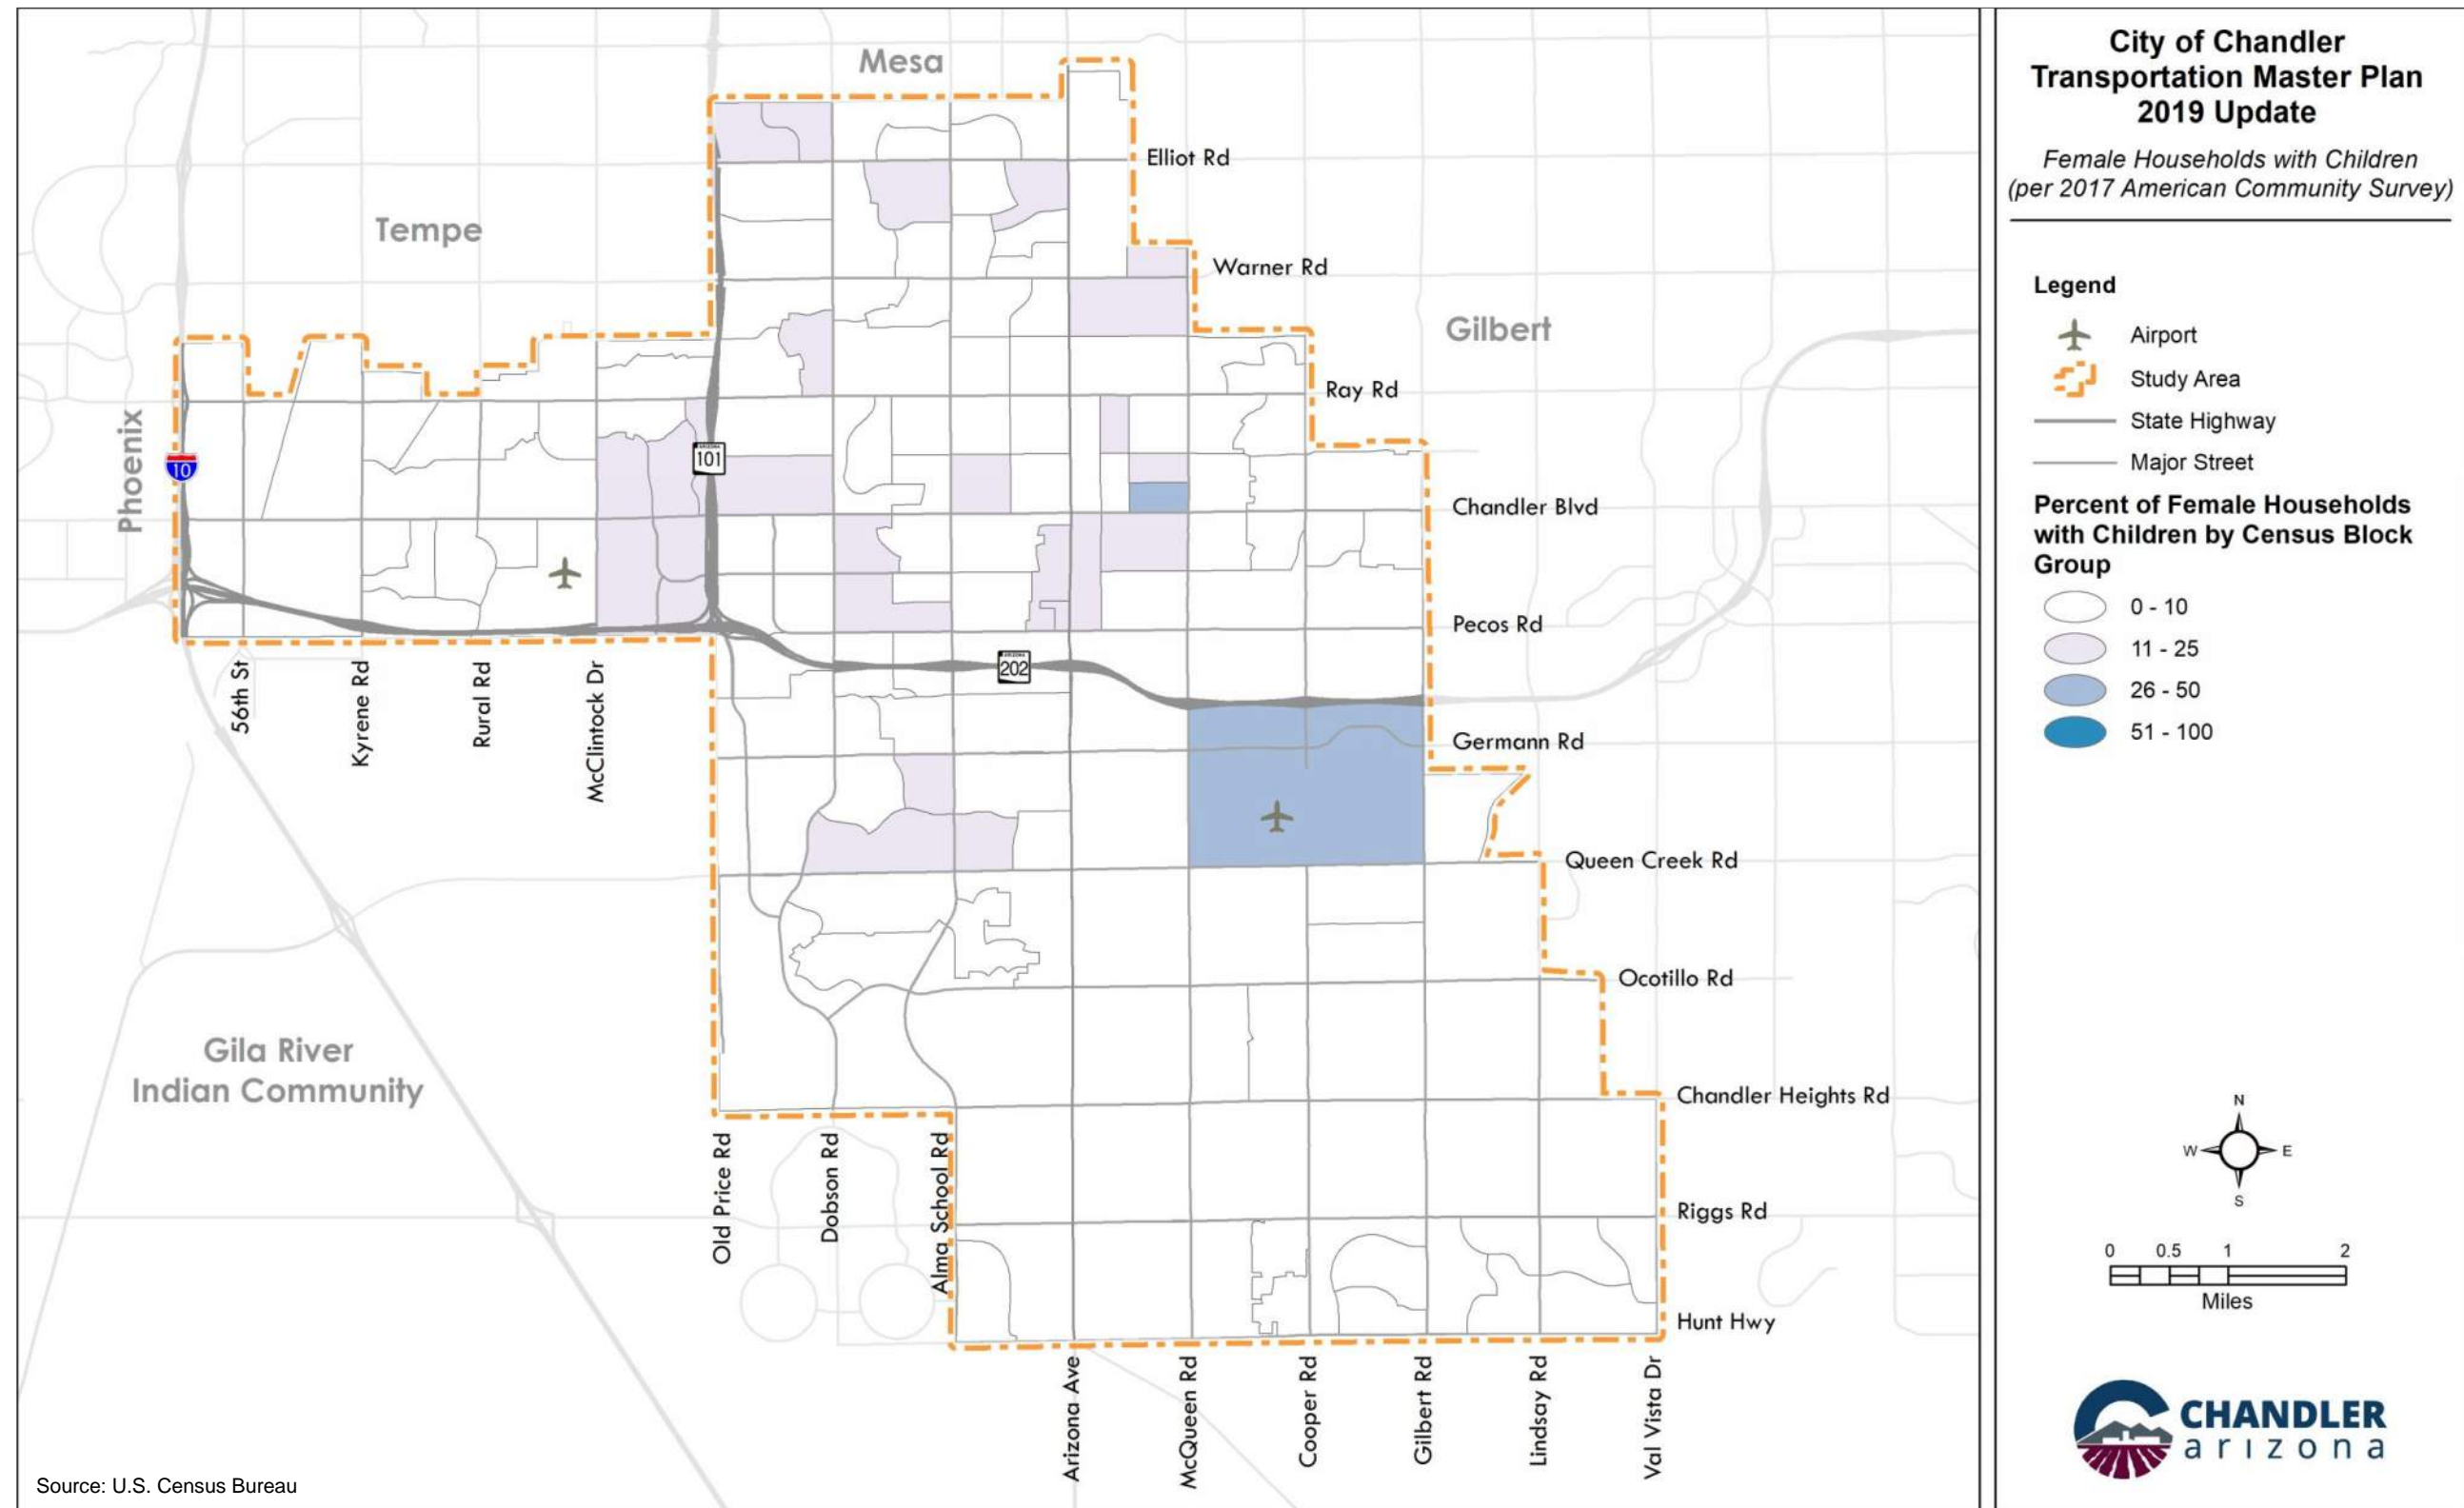 Mesa
Tempe
Gilbert
Phoenix
Gila River
Indian Community
10
ARIZONA
101
ARIZONA
202
Elliot Rd
Warner Rd
Ray Rd
Chandler Blvd
Pecos Rd
Germann Rd
Queen Creek Rd
Ocotillo Rd
Chandler Heights Rd
Riggs Rd
Hunt Hwy
56th St
Kyrene Rd
Rural Rd
McClintock Dr
Old Price Rd
Dobson Rd
Alma School Rd
Arizona Ave
McQueen Rd
Cooper Rd
Gilbert Rd
Lindsay Rd
Val Vista Dr
Source: U.S. Census Bureau
City of Chandler
Transportation Master Plan
2019 Update
Female Households with Children
(per 2017 American Community Survey)
Legend
Airport
Study Area
State Highway
Major Street
Percent of Female Households
with Children by Census Block
Group
0 - 10
11 - 25
26 - 50
51 - 100
N
W E
S
0 0.5 1 2
Miles
CHANDLER
arizona